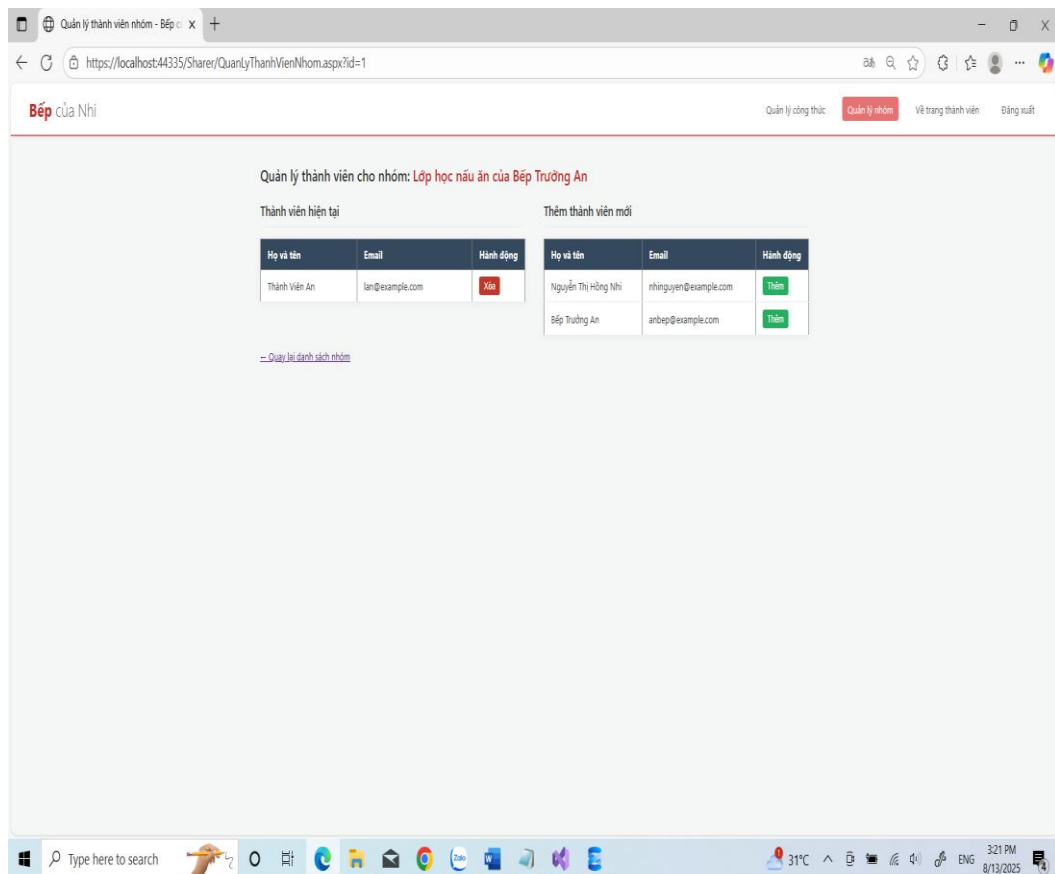 Quản lý thành viên nhóm - Bếp c
https://localhost:44335/Sharer/QuanLyThanhVienNhom.aspx?id=1
Bếp của Nhi
Quản lý công thức
Quản lý nhóm
Về trang thành viên
Đăng xuất
Quản lý thành viên cho nhóm: Lớp học nấu ăn của Bếp Trưởng An
Thành viên hiện tại
Họ và tên Email Hành động
Thành Viên An lan@example.com Xóa
Thêm thành viên mới
Họ và tên Email Hành động
Nguyễn Thị Hồng Nhi nhinguyen@example.com Thêm
Bếp Trưởng An anbep@example.com Thêm
← Quay lại danh sách nhóm
Type here to search
Zalo
31°C
ENG
3:21 PM
8/13/2025
4